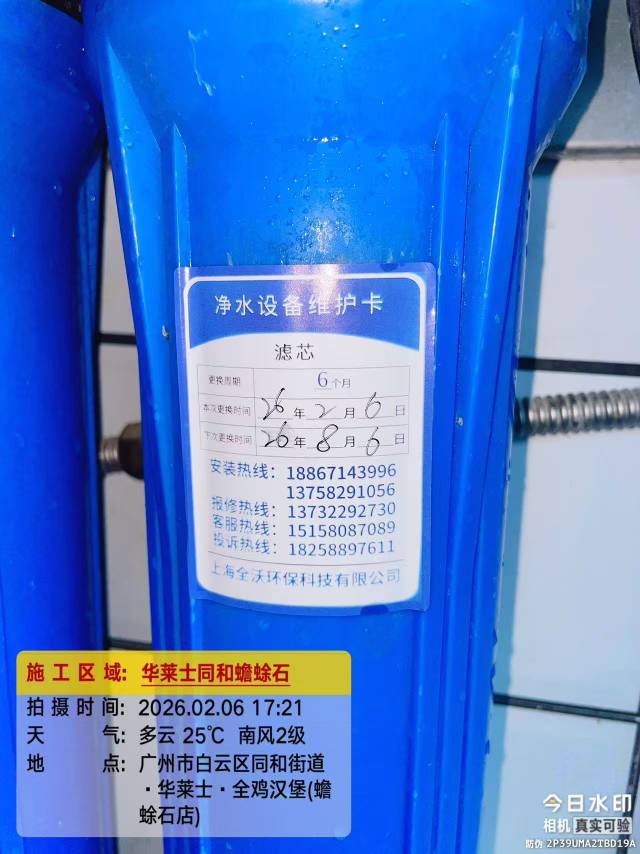 净水设备维护卡
滤芯
更换周期 6个月
本次更换时间 26年2月6日
下次更换时间 26年8月6日
安装热线：18867143996
13758291056
报修热线：13732292730
客服热线：15158087089
投诉热线：18258897611
上海全沃环保科技有限公司
施工区域：华莱士同和蟾蜍石
拍摄时间：2026.02.06 17:21
天气：多云 25℃ 南风2级
地点：广州市白云区同和街道
·华莱士·全鸡汉堡(蟾
蜍石店)
今日水印
相机 真实可验
防伪 2P39UMA2TBD19A